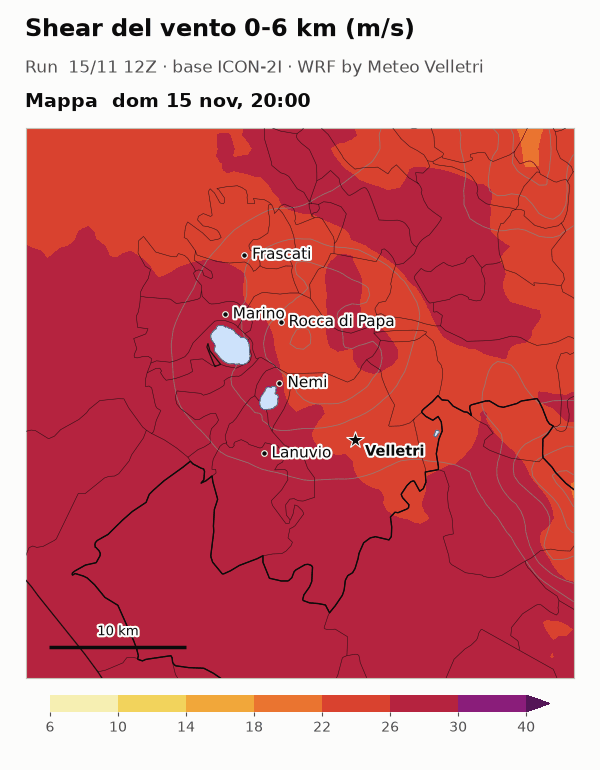 Shear del vento 0-6 km (m/s)
Run  15/11 12Z · base ICON-2I · WRF by Meteo Velletri
Mappa  dom 15 nov, 20:00
Frascati
Marino
Rocca di Papa
Nemi
Velletri
Lanuvio
10 km
6 10 14 18 22 26 30 40